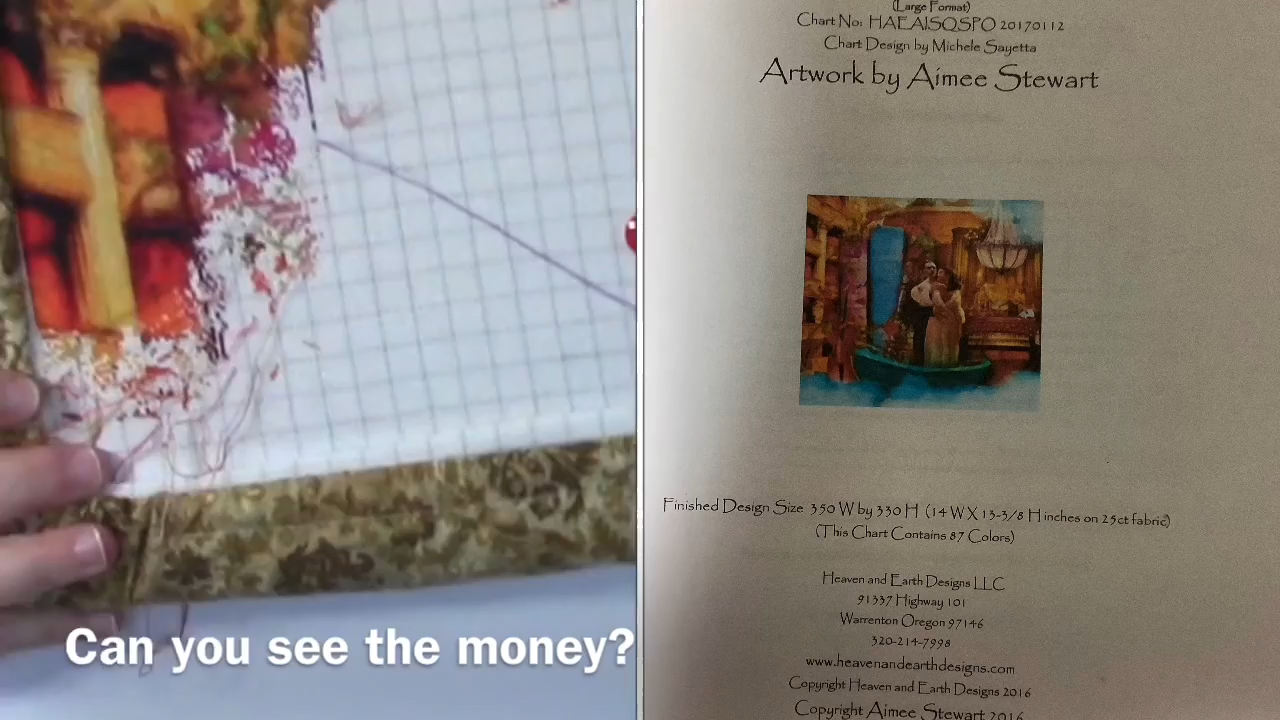 Can you see the money?
(Large Format)
Chart No: HAEAISQSPO 20170112
Chart Design by Michele Sayetta
Artwork by Aimee Stewart
Finished Design Size 350 W by 330 H (14 W X 13-3/8 H inches on 25ct fabric)
(This Chart Contains 87 Colors)
Heaven and Earth Designs LLC
91337 Highway 101
Warrenton Oregon 97146
320-214-7998
www.heavenandearthdesigns.com
Copyright Heaven and Earth Designs 2016
Copyright Aimee Stewart 2016